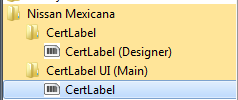 Nissan Mexicana
CertLabel
CertLabel (Designer)
CertLabel UI (Main)
CertLabel